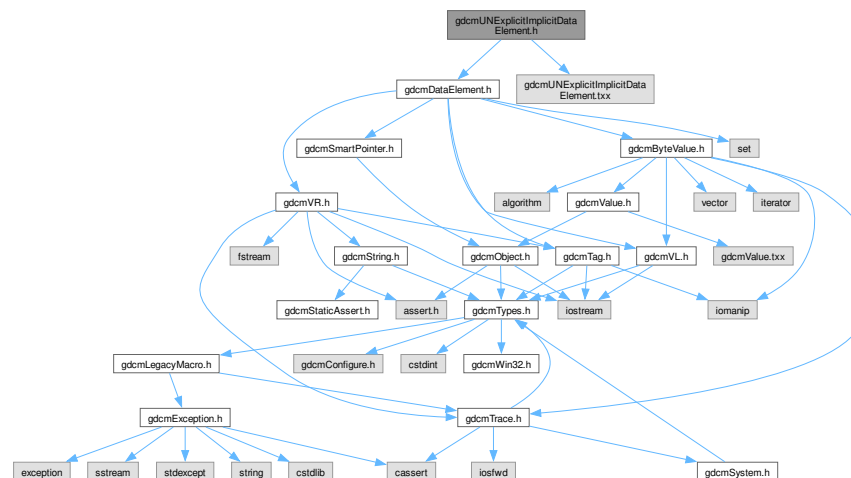 gdcmUNExplicitImplicitData
Element.h
gdcmDataElement.h
gdcmUNExplicitImplicitData
Element.txx
gdcmSmartPointer.h
gdcmByteValue.h
set
gdcmVR.h
algorithm
gdcmValue.h
vector
iterator
fstream
gdcmString.h
gdcmObject.h
gdcmTag.h
gdcmVL.h
gdcmValue.txx
gdcmStaticAssert.h
assert.h
gdcmTypes.h
iostream
iomanip
gdcmLegacyMacro.h
gdcmConfigure.h
cstdint
gdcmWin32.h
gdcmException.h
gdcmTrace.h
exception
sstream
stdexcept
string
cstdlib
cassert
iosfwd
gdcmSystem.h